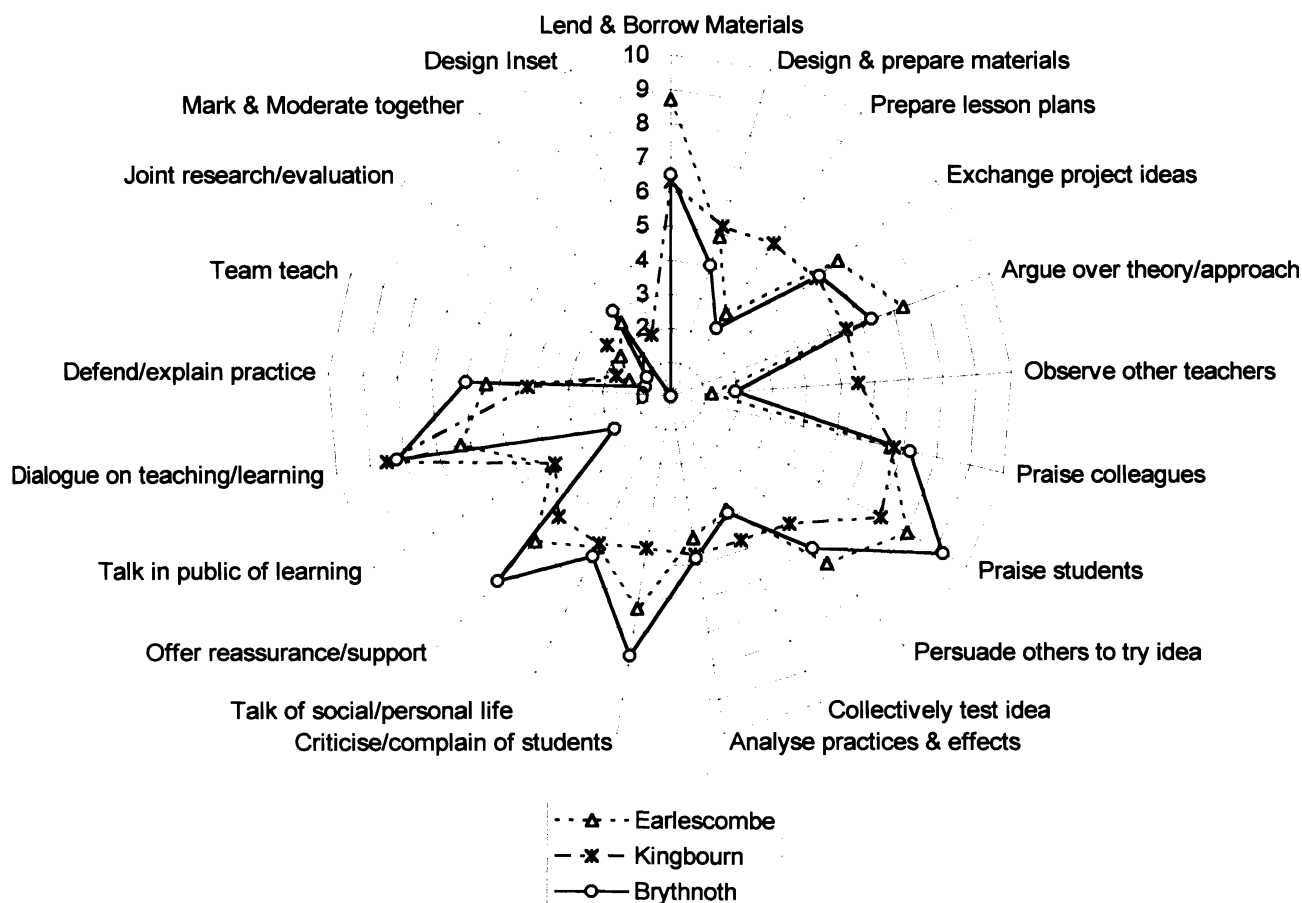 Lend & Borrow Materials
Design Inset
Design & prepare materials
Mark & Moderate together
Prepare lesson plans
Joint research/evaluation
Exchange project ideas
Team teach
Argue over theory/approach
Defend/explain practice
Observe other teachers
Dialogue on teaching/learning
Praise colleagues
Talk in public of learning
Praise students
Offer reassurance/support
Persuade others to try idea
Talk of social/personal life
Collectively test idea
Criticise/complain of students
Analyse practices & effects
10
9
8
7
6
5
4
3
2
Earlescombe
Kingbourn
Brythnoth